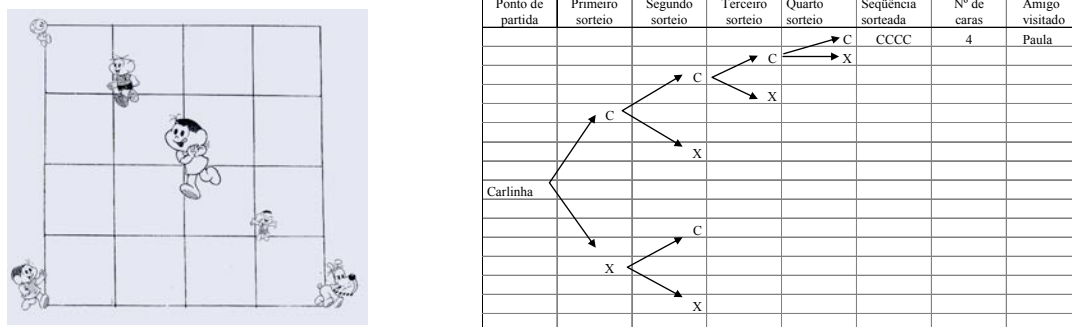 Ponto de partida Primeiro sorteio Segundo sorteio Terceiro sorteio Quarto sorteio Seqüência sorteada Nº de caras Amigo visitado
C CCCC 4 Paula
C X
C
X
C
X
Carlinha
C
X
X